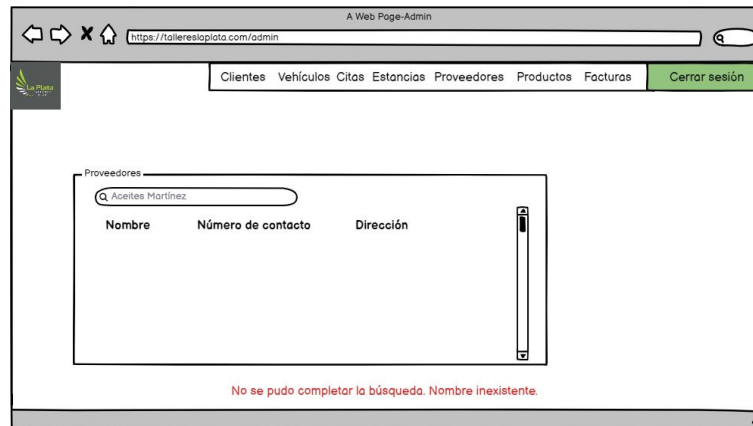 A Web Page-Admin
https://tallereslaplata.com/admin
La Plata
Clientes Vehículos Citas Estancias Proveedores Productos Facturas Cerrar sesión
Proveedores
Aceites Martínez
Nombre Número de contacto Dirección
No se pudo completar la búsqueda. Nombre inexistente.